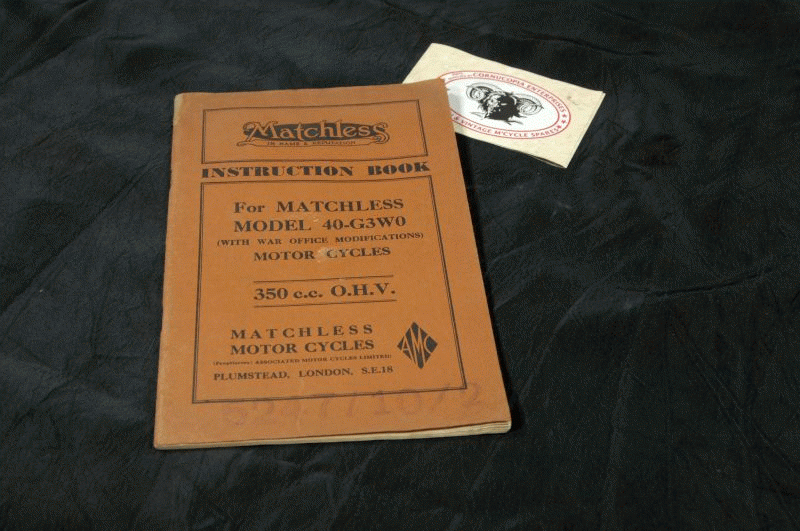 Matchless
IN NAME & REPUTATION
INSTRUCTION BOOK
For MATCHLESS
MODEL 40-G3W0
(WITH WAR OFFICE MODIFICATIONS)
MOTOR CYCLES
350 c.c. O.H.V.
MATCHLESS
MOTOR CYCLES
(Proprietors: ASSOCIATED MOTOR CYCLES LIMITED)
PLUMSTEAD, LONDON, S.E.18
AMC
CORNUCOPIA ENTERPRISES
& VINTAGE M'CYCLE SPARES